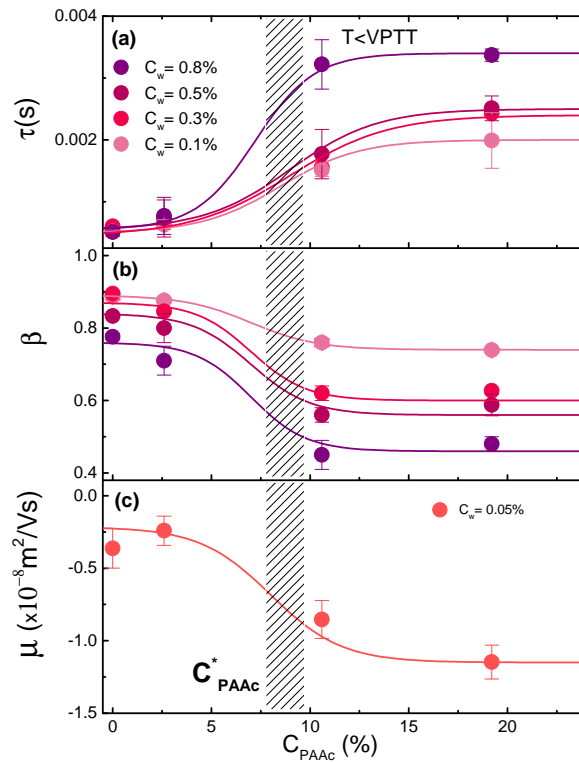 (a)
T<VPTT
C_w= 0.8%
C_w= 0.5%
C_w= 0.3%
C_w= 0.1%
τ(s)
0.004
0.002
(b)
β
1.0
0.8
0.6
0.4
(c)
C_w= 0.05%
μ (x10⁻⁸m²/Vs)
0.0
-0.5
-1.0
-1.5
C*_PAAc
0 5 10 15 20
C_PAAc (%)